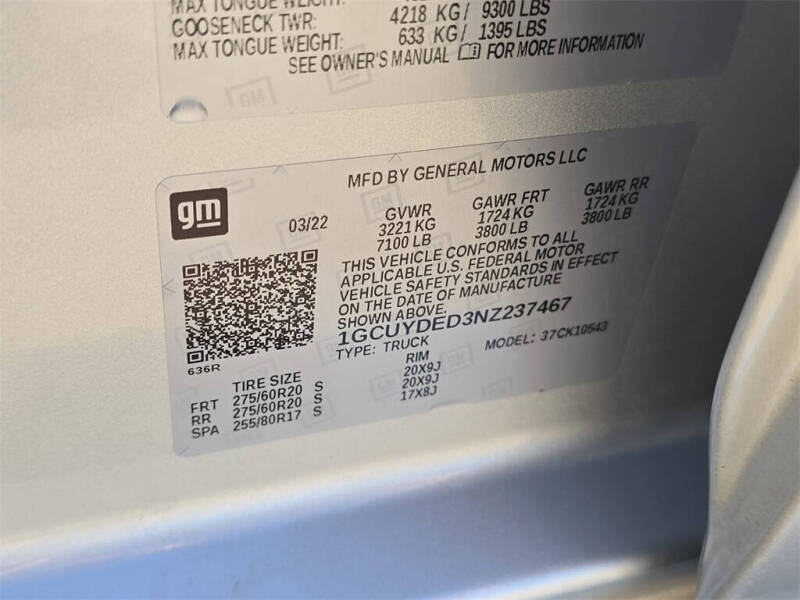 MAX TONGUE WEIGHT:
GOOSENECK TWR: 4218 KG/ 9300 LBS
MAX TONGUE WEIGHT: 633 KG/ 1395 LBS
SEE OWNER'S MANUAL FOR MORE INFORMATION
GM
gm
MFD BY GENERAL MOTORS LLC
03/22 GVWR GAWR FRT GAWR RR
3221 KG 1724 KG 1724 KG
7100 LB 3800 LB 3800 LB
THIS VEHICLE CONFORMS TO ALL
APPLICABLE U.S. FEDERAL MOTOR
VEHICLE SAFETY STANDARDS IN EFFECT
ON THE DATE OF MANUFACTURE
SHOWN ABOVE.
1GCUYDED3NZ237467
TYPE: TRUCK MODEL: 37CK10543
636R
TIRE SIZE RIM
FRT 275/60R20 S 20X9J
RR 275/60R20 S 20X9J
SPA 255/80R17 S 17X8J